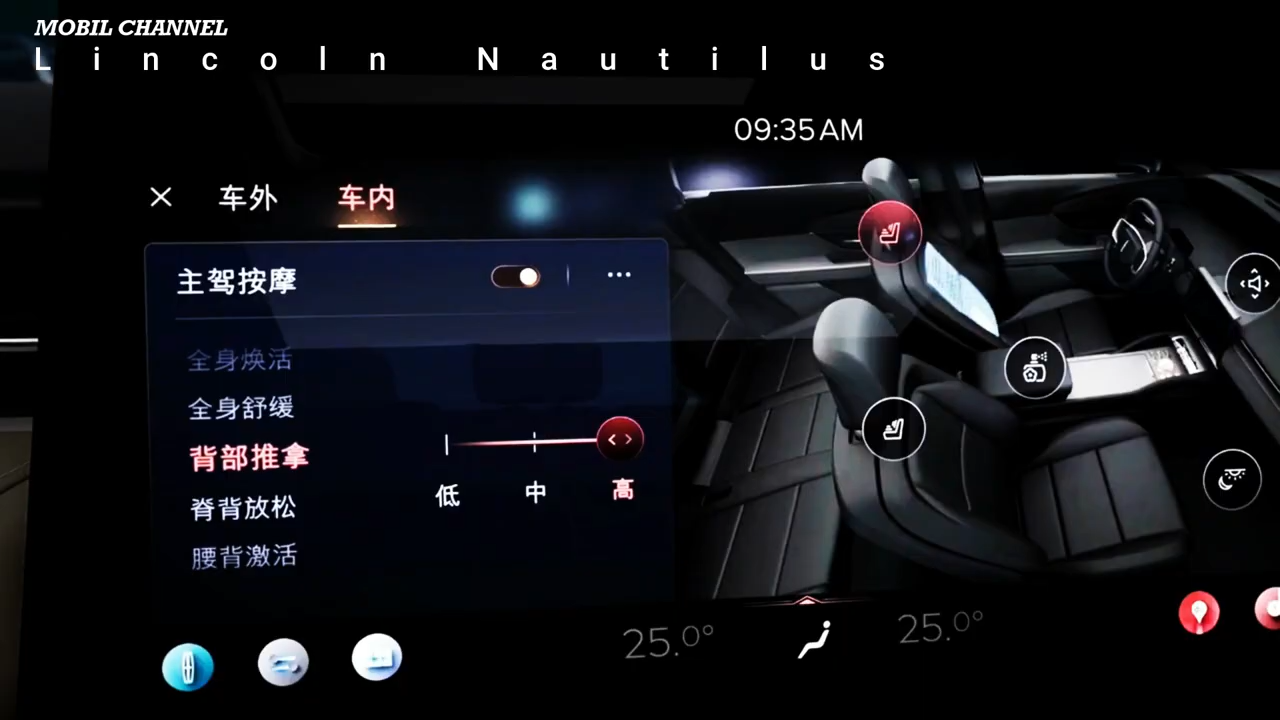 MOBIL CHANNEL
Lincoln Nautilus
09:35 AM
车外 车内
主驾按摩
全身焕活
全身舒缓
背部推拿
脊背放松
腰背激活
低 中 高
25.0° 25.0°